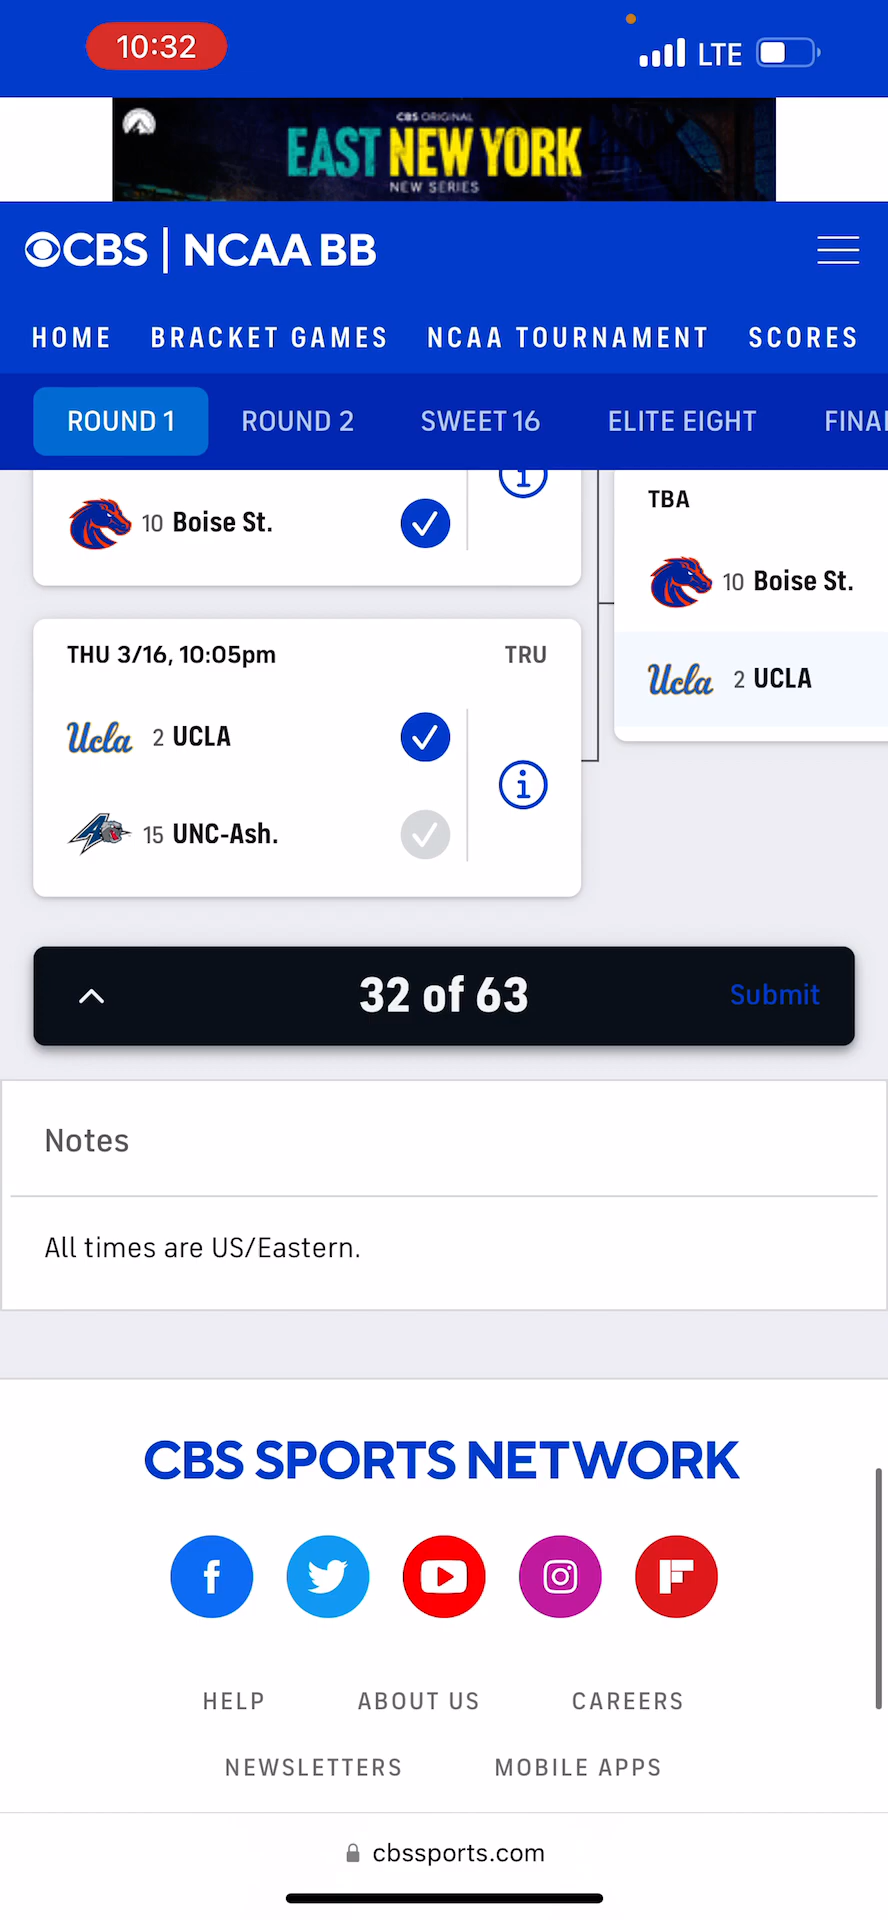 10:32
LTE
CBS ORIGINAL
EAST NEW YORK
NEW SERIES
CBS | NCAA BB
HOME BRACKET GAMES NCAA TOURNAMENT SCORES
ROUND 1 ROUND 2 SWEET 16 ELITE EIGHT FINA
10 Boise St.
THU 3/16, 10:05pm TRU
Ucla 2 UCLA
15 UNC-Ash.
TBA
10 Boise St.
Ucla 2 UCLA
32 of 63 Submit
Notes
All times are US/Eastern.
CBS SPORTS NETWORK
HELP ABOUT US CAREERS
NEWSLETTERS MOBILE APPS
cbssports.com